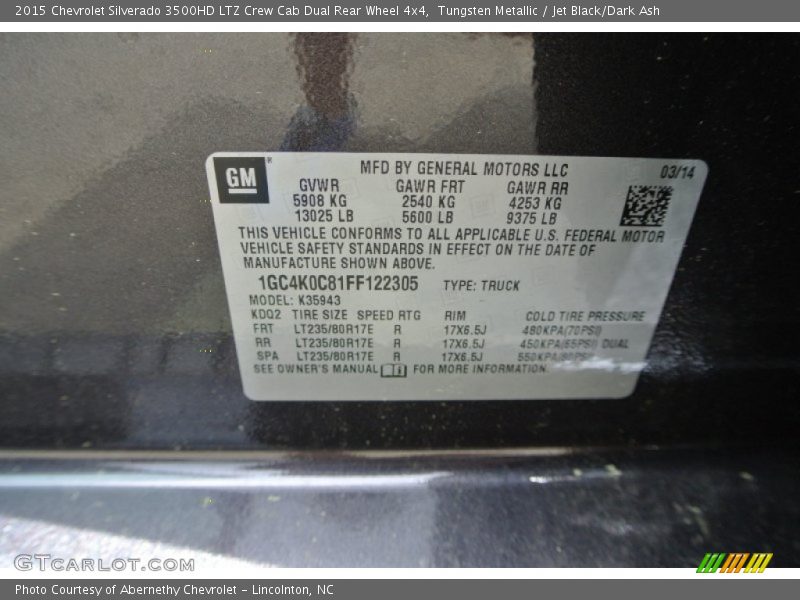 2015 Chevrolet Silverado 3500HD LTZ Crew Cab Dual Rear Wheel 4x4, Tungsten Metallic / Jet Black/Dark Ash
GM®
MFD BY GENERAL MOTORS LLC 03/14
GVWR GAWR FRT GAWR RR
5908 KG 2540 KG 4253 KG
13025 LB 5600 LB 9375 LB
THIS VEHICLE CONFORMS TO ALL APPLICABLE U.S. FEDERAL MOTOR
VEHICLE SAFETY STANDARDS IN EFFECT ON THE DATE OF
MANUFACTURE SHOWN ABOVE.
1GC4K0C81FF122305 TYPE: TRUCK
MODEL: K35943
KDQ2 TIRE SIZE SPEED RTG RIM COLD TIRE PRESSURE
FRT LT235/80R17E R 17X6.5J 480KPA(70PSI)
RR LT235/80R17E R 17X6.5J 450KPA(65PSI) DUAL
SPA LT235/80R17E R 17X6.5J 550KPA(80PSI)
SEE OWNER'S MANUAL FOR MORE INFORMATION.
GTCARLOT.COM
Photo Courtesy of Abernethy Chevrolet – Lincolnton, NC